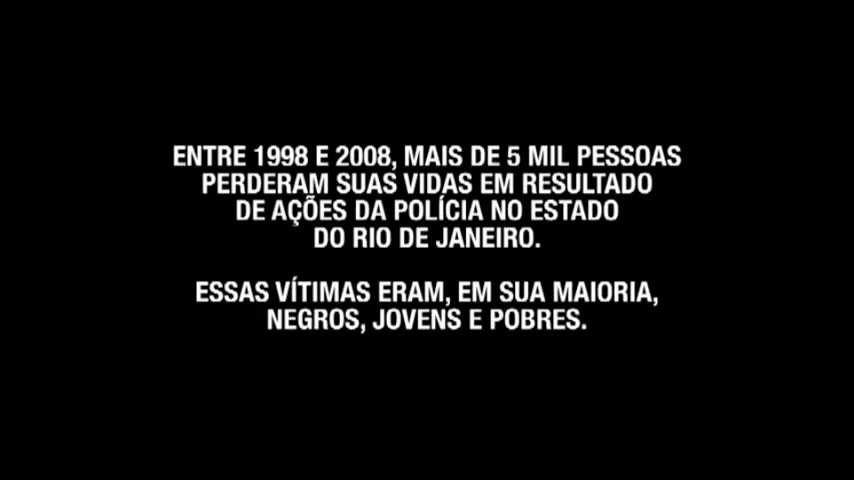 ENTRE 1998 E 2008, MAIS DE 5 MIL PESSOAS
PERDERAM SUAS VIDAS EM RESULTADO
DE AÇÕES DA POLÍCIA NO ESTADO
DO RIO DE JANEIRO.
ESSAS VÍTIMAS ERAM, EM SUA MAIORIA,
NEGROS, JOVENS E POBRES.